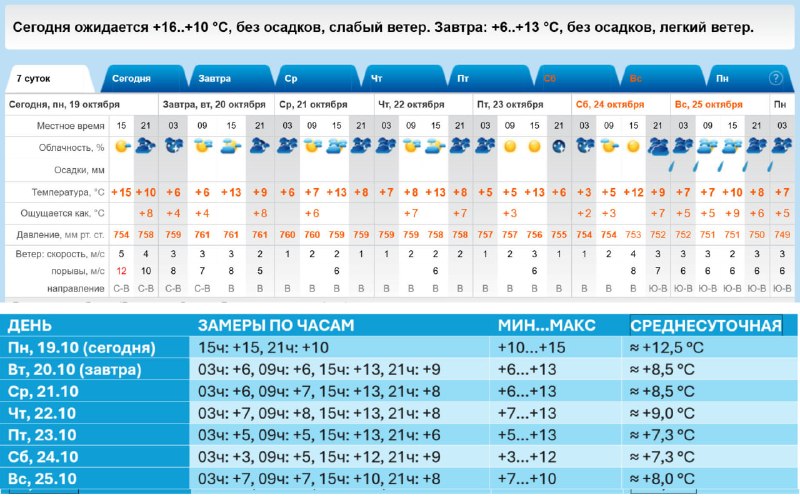 Сегодня ожидается +16..+10 °C, без осадков, слабый ветер. Завтра: +6..+13 °C, без осадков, легкий ветер.
7 суток Сегодня Завтра Ср Чт Пт Сб Вс Пн ?
Сегодня, пн, 19 октября Завтра, вт, 20 октября Ср, 21 октября Чт, 22 октября Пт, 23 октября Сб, 24 октября Вс, 25 октября Пн
Местное время 15 21 03 09 15 21 03 09 15 21 03 09 15 21 03 09 15 21 03 09 15 21 03 09 15 21 03
Облачность, %
Осадки, мм
Температура, °C +15 +10 +6 +6 +13 +9 +6 +7 +13 +8 +7 +8 +13 +8 +5 +5 +13 +6 +3 +5 +12 +9 +7 +7 +10 +8 +7
Ощущается как, °C +8 +4 +4 +8 +6 +7 +7 +3 +2 +3 +7 +5 +5 +9 +6 +5
Давление, мм рт. ст. 754 758 759 761 761 761 760 760 759 759 759 759 758 758 757 757 756 755 754 754 753 752 752 751 751 750 749
Ветер: скорость, м/с 5 4 3 3 3 2 1 2 2 1 1 2 2 2 1 2 2 1 1 2 4 3 3 3 3 3 3
порывы, м/с 12 10 8 7 8 5 6 6 6 8 7 6 6 6 6 6
направление С-В С-В С-В С-В С-В С-В С-В С-В С-В С-В С-В С-В С-В С-В С-В С-В С-В В В В В Ю-В Ю-В Ю-В Ю-В Ю-В Ю-В
ДЕНЬ ЗАМЕРЫ ПО ЧАСАМ МИН...МАКС СРЕДНЕСУТОЧНАЯ
Пн, 19.10 (сегодня) 15ч: +15, 21ч: +10 +10...+15 ≈ +12,5 °C
Вт, 20.10 (завтра) 03ч: +6, 09ч: +6, 15ч: +13, 21ч: +9 +6...+13 ≈ +8,5 °C
Ср, 21.10 03ч: +6, 09ч: +7, 15ч: +13, 21ч: +8 +6...+13 ≈ +8,5 °C
Чт, 22.10 03ч: +7, 09ч: +8, 15ч: +13, 21ч: +8 +7...+13 ≈ +9,0 °C
Пт, 23.10 03ч: +5, 09ч: +5, 15ч: +13, 21ч: +6 +5...+13 ≈ +7,3 °C
Сб, 24.10 03ч: +3, 09ч: +5, 15ч: +12, 21ч: +9 +3...+12 ≈ +7,3 °C
Вс, 25.10 03ч: +7, 09ч: +7, 15ч: +10, 21ч: +8 +7...+10 ≈ +8,0 °C